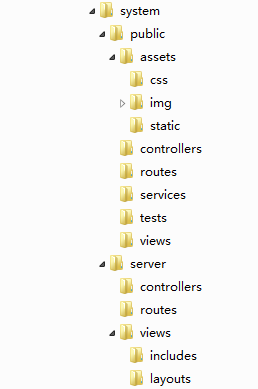 system
public
assets
css
img
static
controllers
routes
services
tests
views
server
controllers
routes
views
includes
layouts